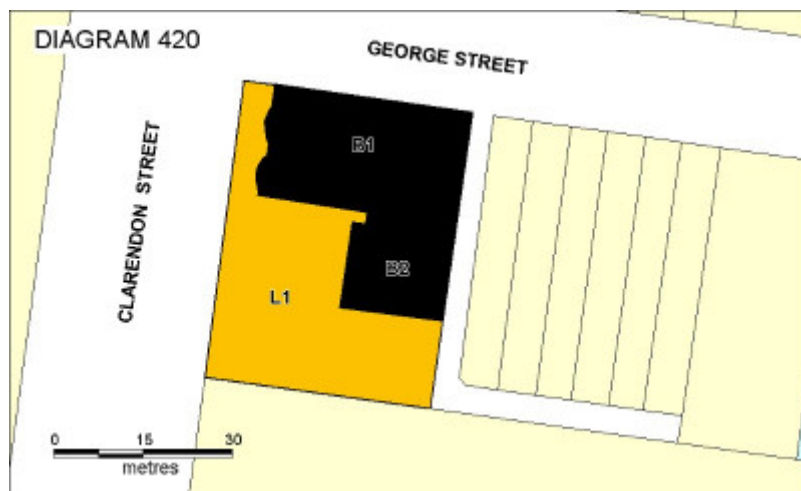 DIAGRAM 420
GEORGE STREET
CLARENDON STREET
B1
B2
L1
0 15 30
metres